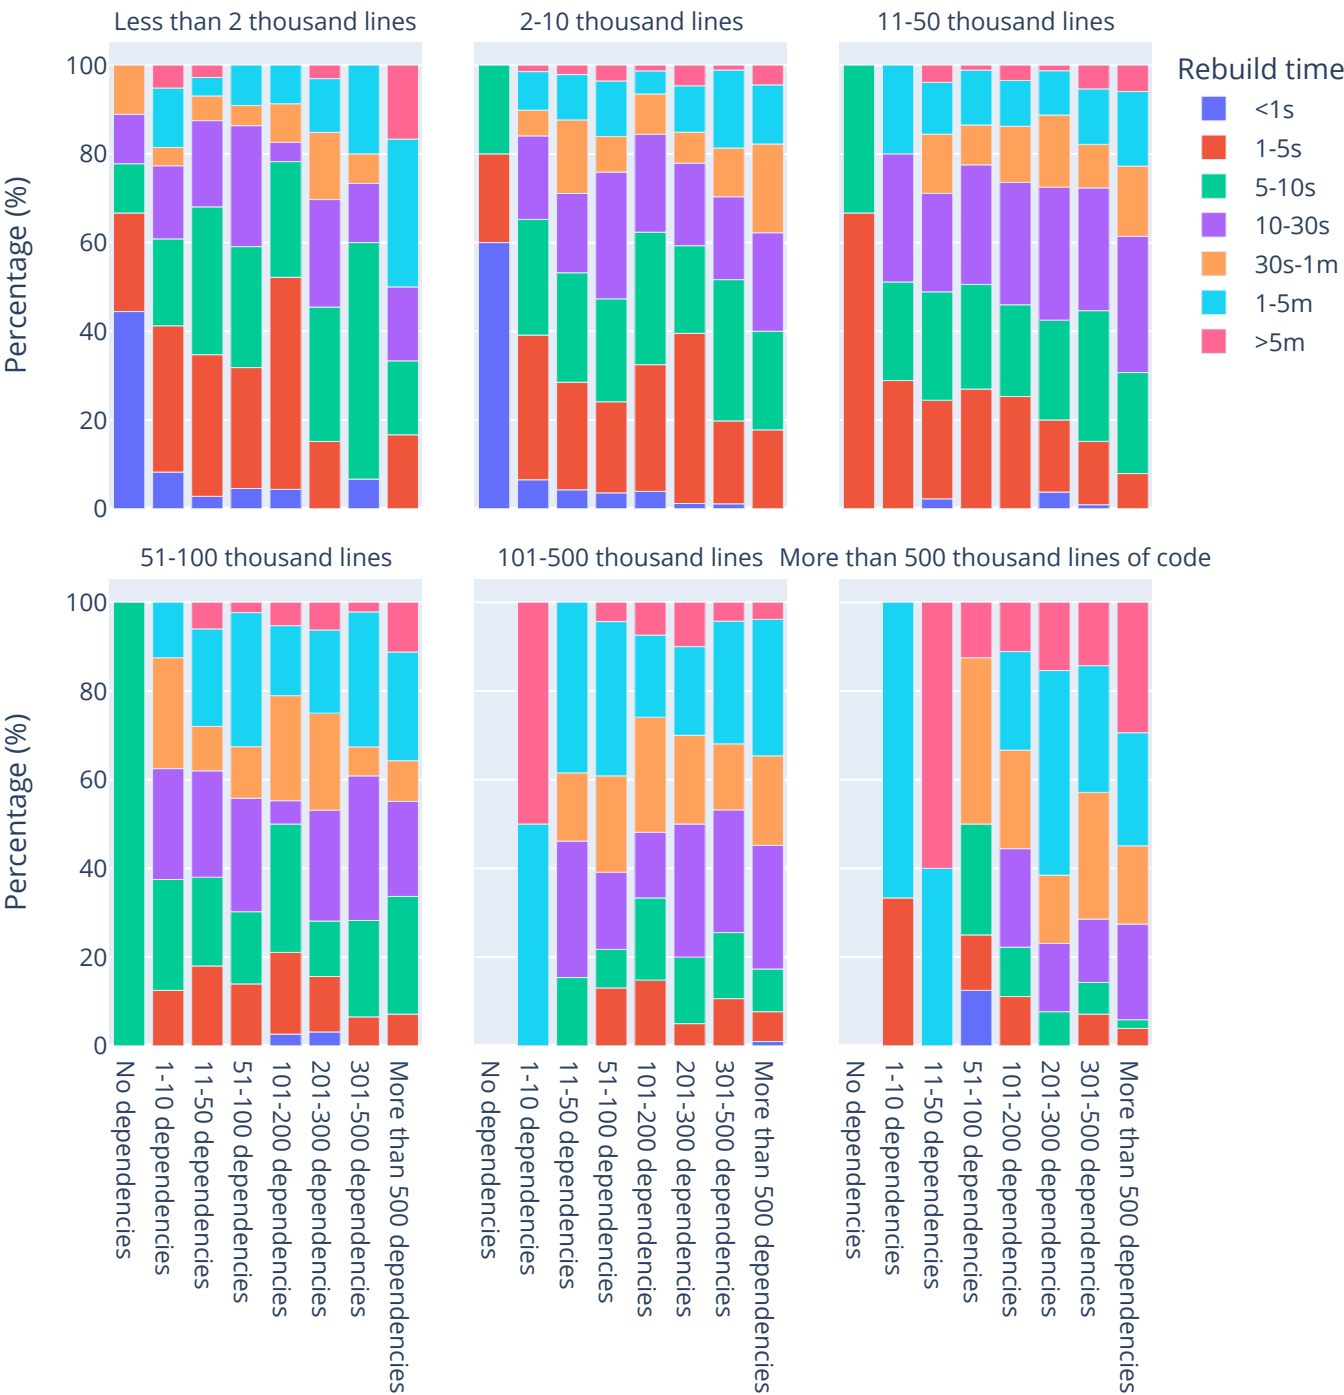 Less than 2 thousand lines
2-10 thousand lines
11-50 thousand lines
Percentage (%)
100
80
60
40
20
0
Rebuild time
<1s
1-5s
5-10s
10-30s
30s-1m
1-5m
>5m
51-100 thousand lines
101-500 thousand lines
More than 500 thousand lines of code
Percentage (%)
100
80
60
40
20
0
No dependencies
1-10 dependencies
11-50 dependencies
51-100 dependencies
101-200 dependencies
201-300 dependencies
301-500 dependencies
More than 500 dependencies
No dependencies
1-10 dependencies
11-50 dependencies
51-100 dependencies
101-200 dependencies
201-300 dependencies
301-500 dependencies
More than 500 dependencies
No dependencies
1-10 dependencies
11-50 dependencies
51-100 dependencies
101-200 dependencies
201-300 dependencies
301-500 dependencies
More than 500 dependencies